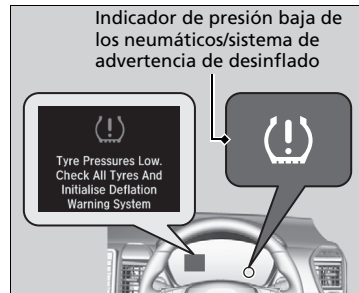 Indicador de presión baja de
los neumáticos/sistema de
advertencia de desinflado
Tyre Pressures Low.
Check All Tyres And
Initialise Deflation
Warning System